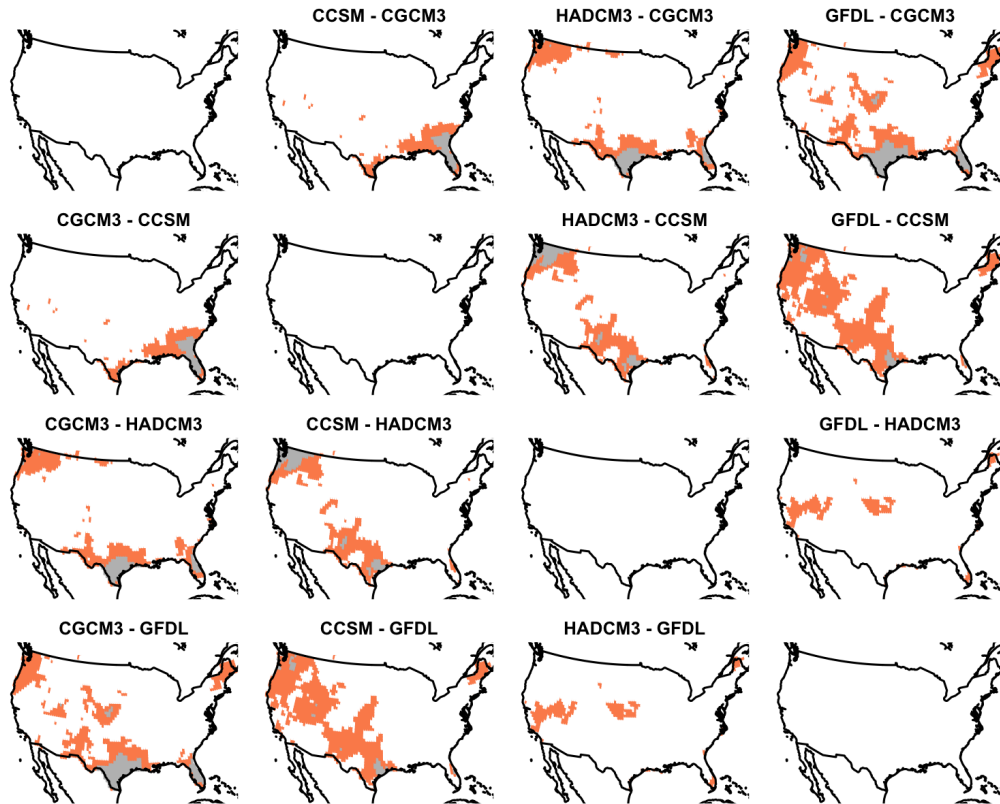 CCSM - CGCM3
HADCM3 - CGCM3
GFDL - CGCM3
CGCM3 - CCSM
HADCM3 - CCSM
GFDL - CCSM
CGCM3 - HADCM3
CCSM - HADCM3
GFDL - HADCM3
CGCM3 - GFDL
CCSM - GFDL
HADCM3 - GFDL